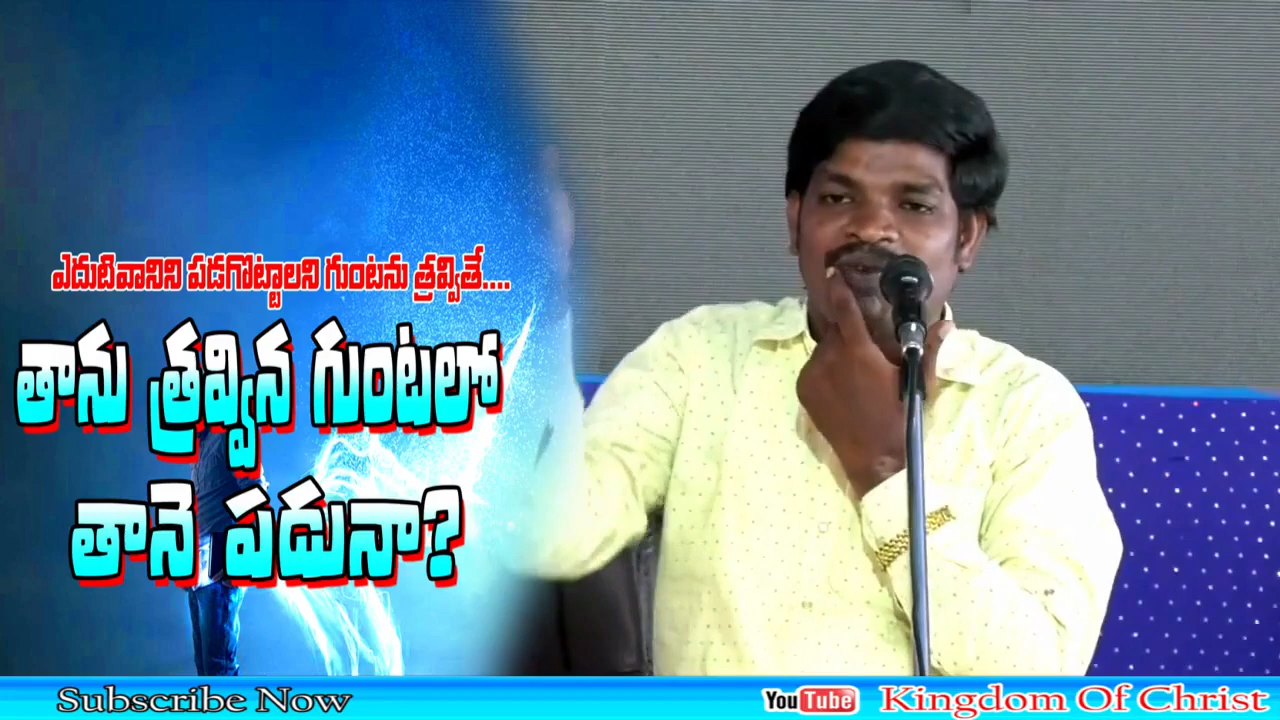 ఎదుటివానిని పడగొట్టాలని గుంటను త్రవ్వితే....
తాను త్రవ్విన గుంటలో
తానె పడునా?
Subscribe Now
YouTube Kingdom Of Christ